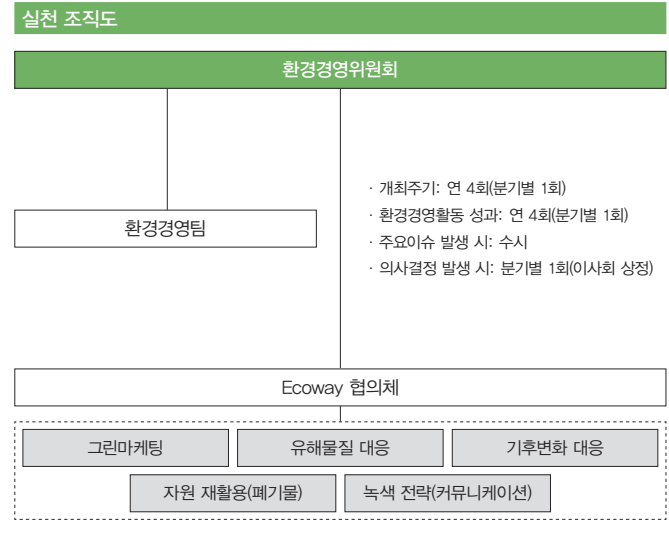 실천 조직도
환경경영위원회
환경경영팀
· 개최주기: 연 4회(분기별 1회)
· 환경경영활동 성과: 연 4회(분기별 1회)
· 주요이슈 발생 시: 수시
· 의사결정 발생 시: 분기별 1회(이사회 상정)
Ecoway 협의체
그린마케팅
유해물질 대응
기후변화 대응
자원 재활용(폐기물)
녹색 전략(커뮤니케이션)